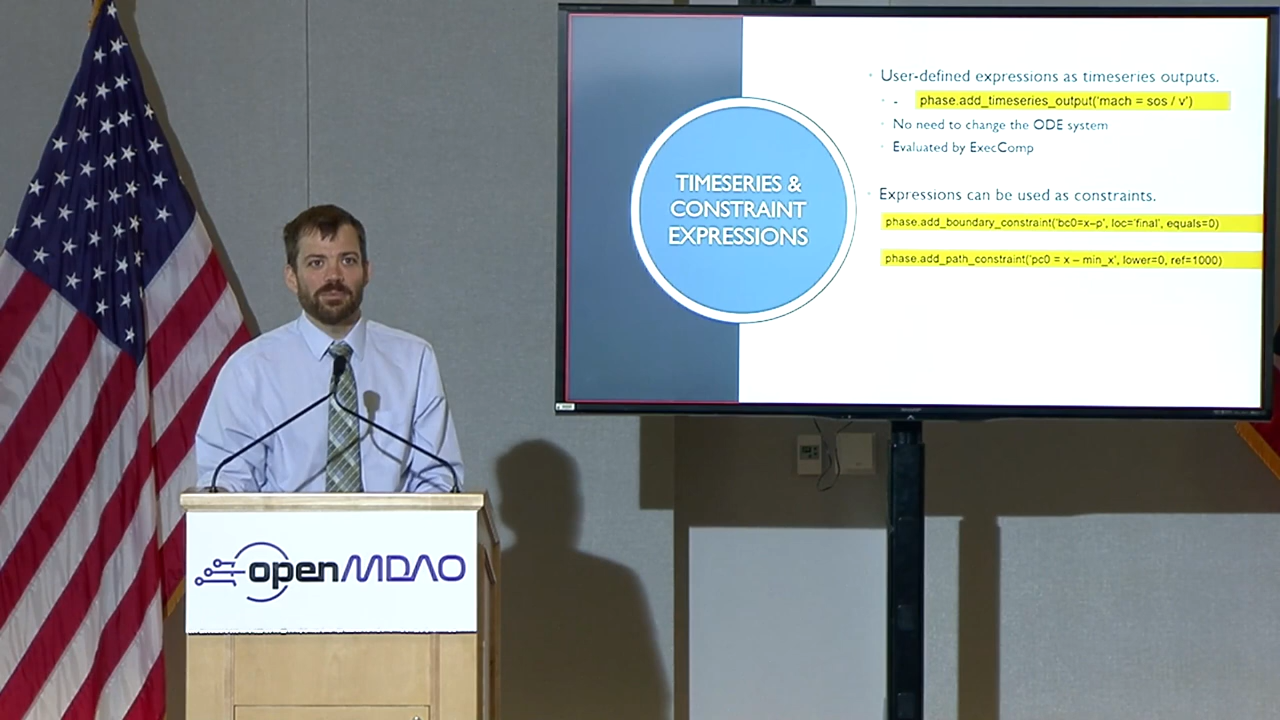 TIMESERIES &
CONSTRAINT
EXPRESSIONS
• User-defined expressions as timeseries outputs.
• - phase.add_timeseries_output('mach = sos / v')
• No need to change the ODE system
• Evaluated by ExecComp
• Expressions can be used as constraints.
phase.add_boundary_constraint('bc0=x–p', loc='final', equals=0)
phase.add_path_constraint('pc0 = x – min_x', lower=0, ref=1000)
openMDAO